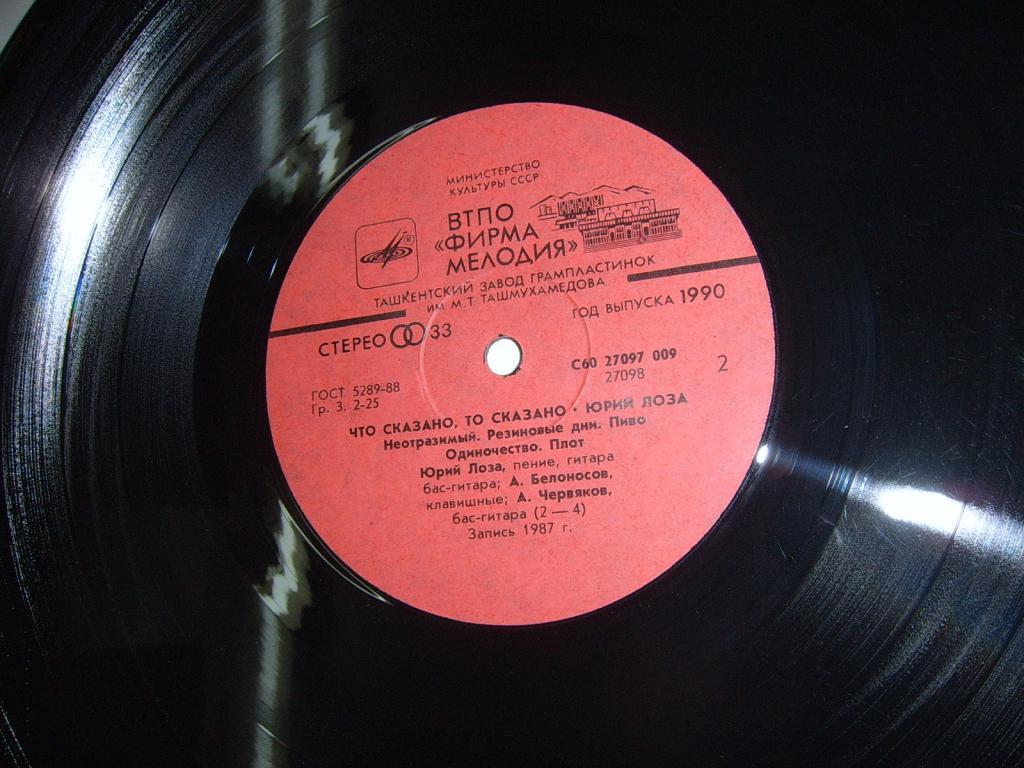 МИНИСТЕРСТВО
КУЛЬТУРЫ СССР
ВТПО
«ФИРМА
МЕЛОДИЯ»
ТАШКЕНТСКИЙ ЗАВОД ГРАМПЛАСТИНОК
ИМ. М. Т. ТАШМУХАМЕДОВА
СТЕРЕО 33
ГОД ВЫПУСКА 1990
ГОСТ 5289-88
Гр. 3. 2-25
С60 27097 009
27098
2
ЧТО СКАЗАНО, ТО СКАЗАНО · ЮРИЙ ЛОЗА
Неотразимый. Резиновые дни. Пиво
Одиночество. Плот
Юрий Лоза, пение, гитара
бас-гитара; А. Белоносов,
клавишные; А. Червяков,
бас-гитара (2 — 4)
Запись 1987 г.